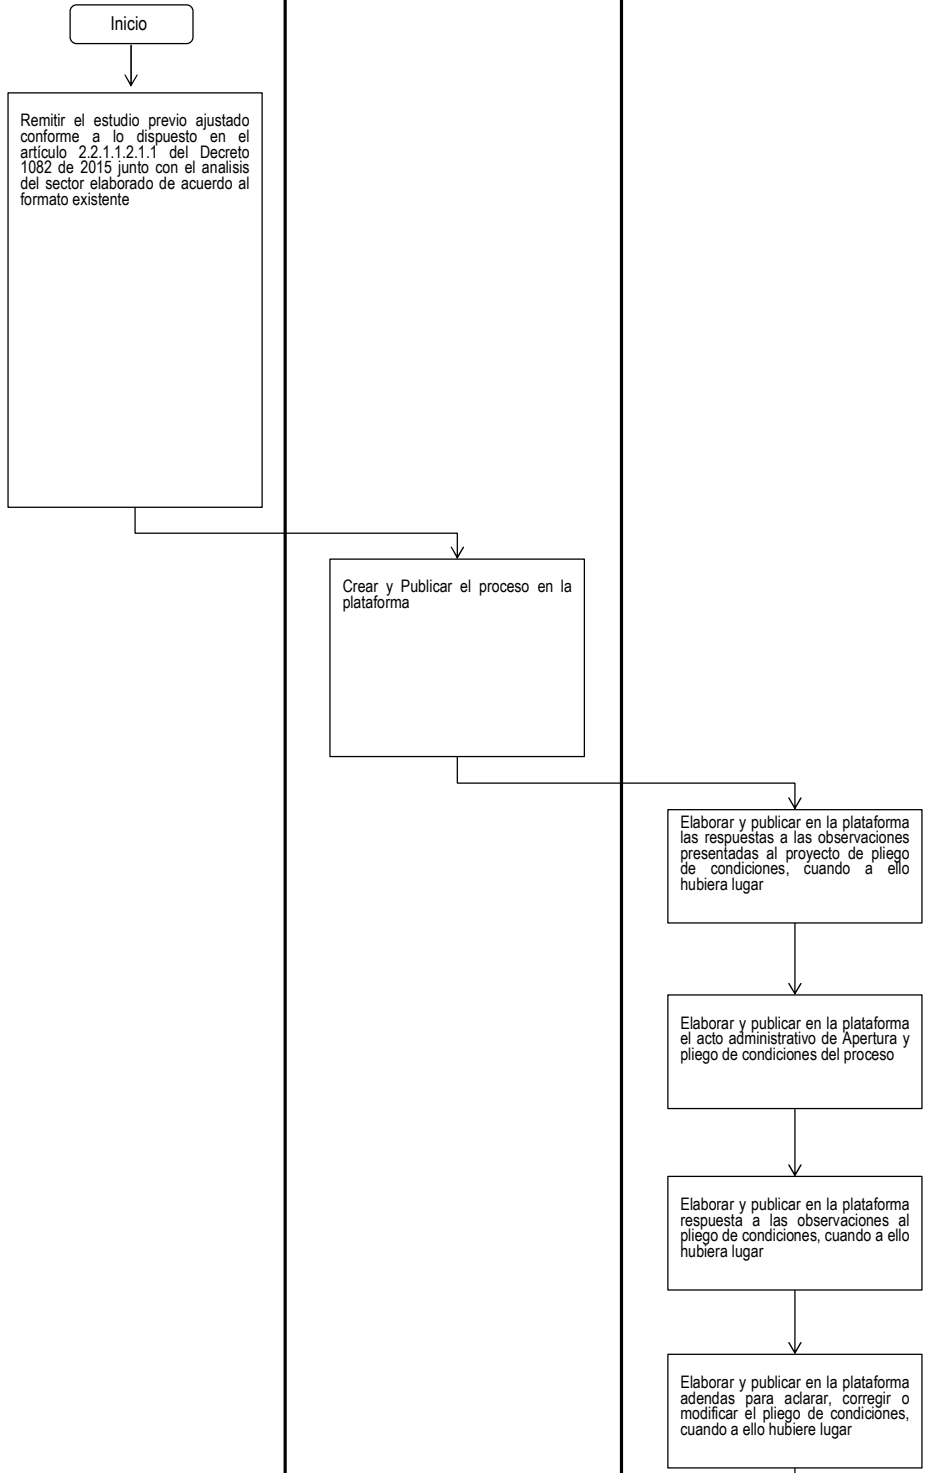 Inicio
Remitir el estudio previo ajustado
conforme a lo dispuesto en el
artículo 2.2.1.1.2.1.1 del Decreto
1082 de 2015 junto con el analisis
del sector elaborado de acuerdo al
formato existente
Crear y Publicar el proceso en la
plataforma
Elaborar y publicar en la plataforma
las respuestas a las observaciones
presentadas al proyecto de pliego
de condiciones, cuando a ello
hubiera lugar
Elaborar y publicar en la plataforma
el acto administrativo de Apertura y
pliego de condiciones del proceso
Elaborar y publicar en la plataforma
respuesta a las observaciones al
pliego de condiciones, cuando a ello
hubiera lugar
Elaborar y publicar en la plataforma
adendas para aclarar, corregir o
modificar el pliego de condiciones,
cuando a ello hubiere lugar